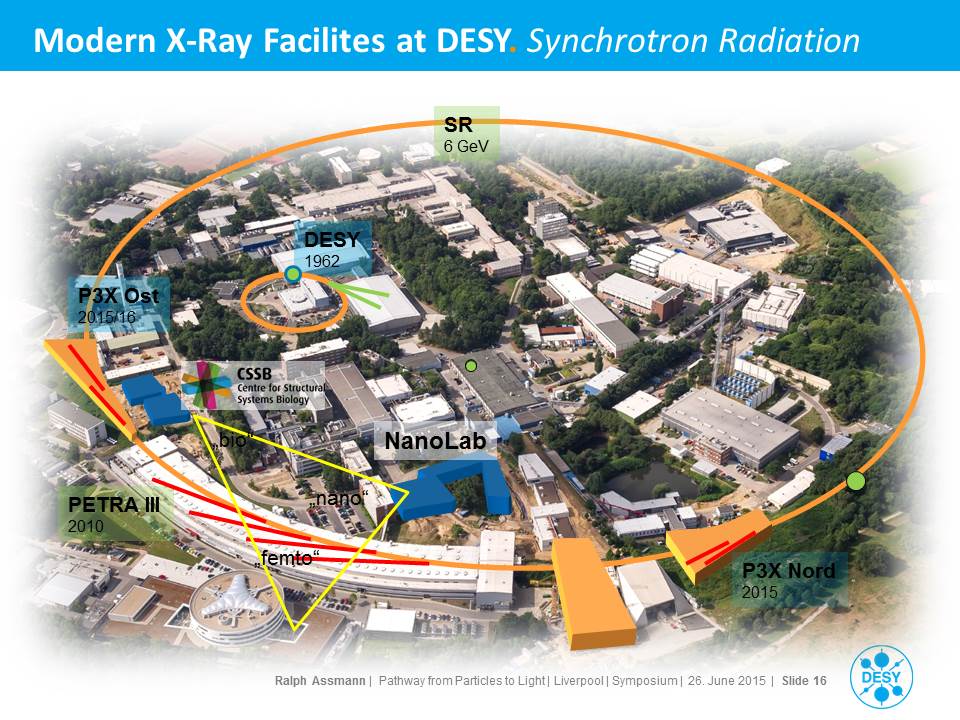 Modern X-Ray Facilites at DESY. Synchrotron Radiation
SR
6 GeV
DESY
1962
P3X Ost
2015/16
CSSB
Centre for Structural
Systems Biology
„bio“
NanoLab
„nano“
PETRA III
2010
„femto“
P3X Nord
2015
Ralph Assmann | Pathway from Particles to Light | Liverpool | Symposium | 26. June 2015 | Slide 16
DESY